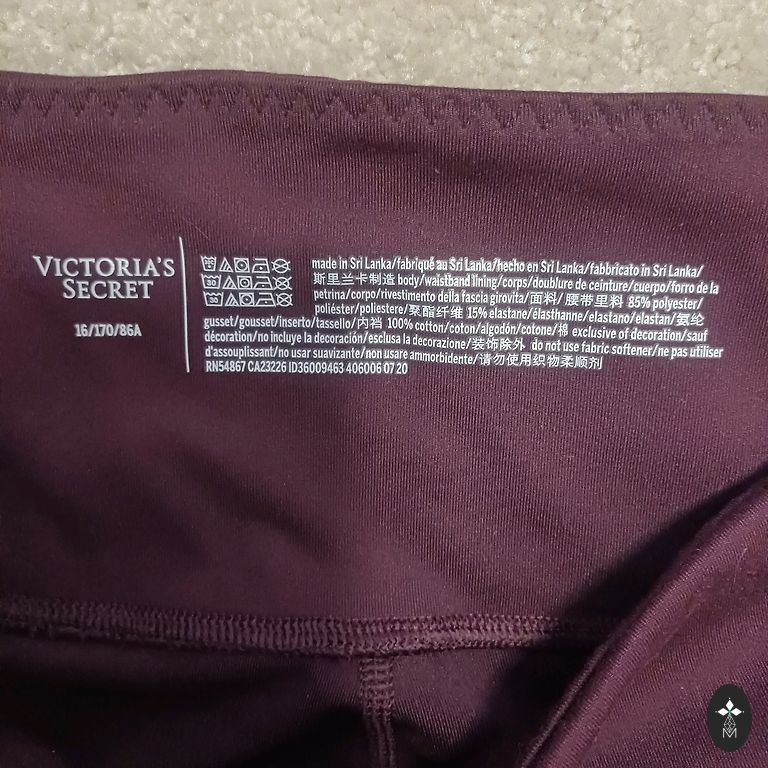 VICTORIA'S
SECRET
16/170/86A
made in Sri Lanka/fabriqué au Sri Lanka/hecho en Sri Lanka/fabbricato in Sri Lanka/
斯里兰卡制造 body/waistband lining/corps/doublure de ceinture/cuerpo/forro de la
petrina/corpo/rivestimento della fascia girovita/面料/ 腰带里料 85% polyester/
poliéster/poliestere/聚酯纤维 15% elastane/élasthanne/elastano/elastan/氨纶
gusset/gousset/inserto/tassello/内裆 100% cotton/coton/algodón/cotone/棉 exclusive of decoration/sauf
décoration/no incluye la decoración/esclusa la decorazione/装饰除外 do not use fabric softener/ne pas utiliser
d'assouplissant/no usar suavizante/non usare ammorbidente/请勿使用织物柔顺剂
RN54867 CA23226 ID36009463 406006 07 20
M